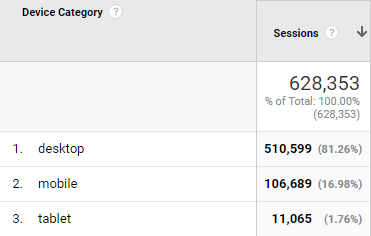 Device Category ?
Sessions ?
628,353
% of Total: 100.00%
(628,353)
1. desktop 510,599 (81.26%)
2. mobile 106,689 (16.98%)
3. tablet 11,065 (1.76%)